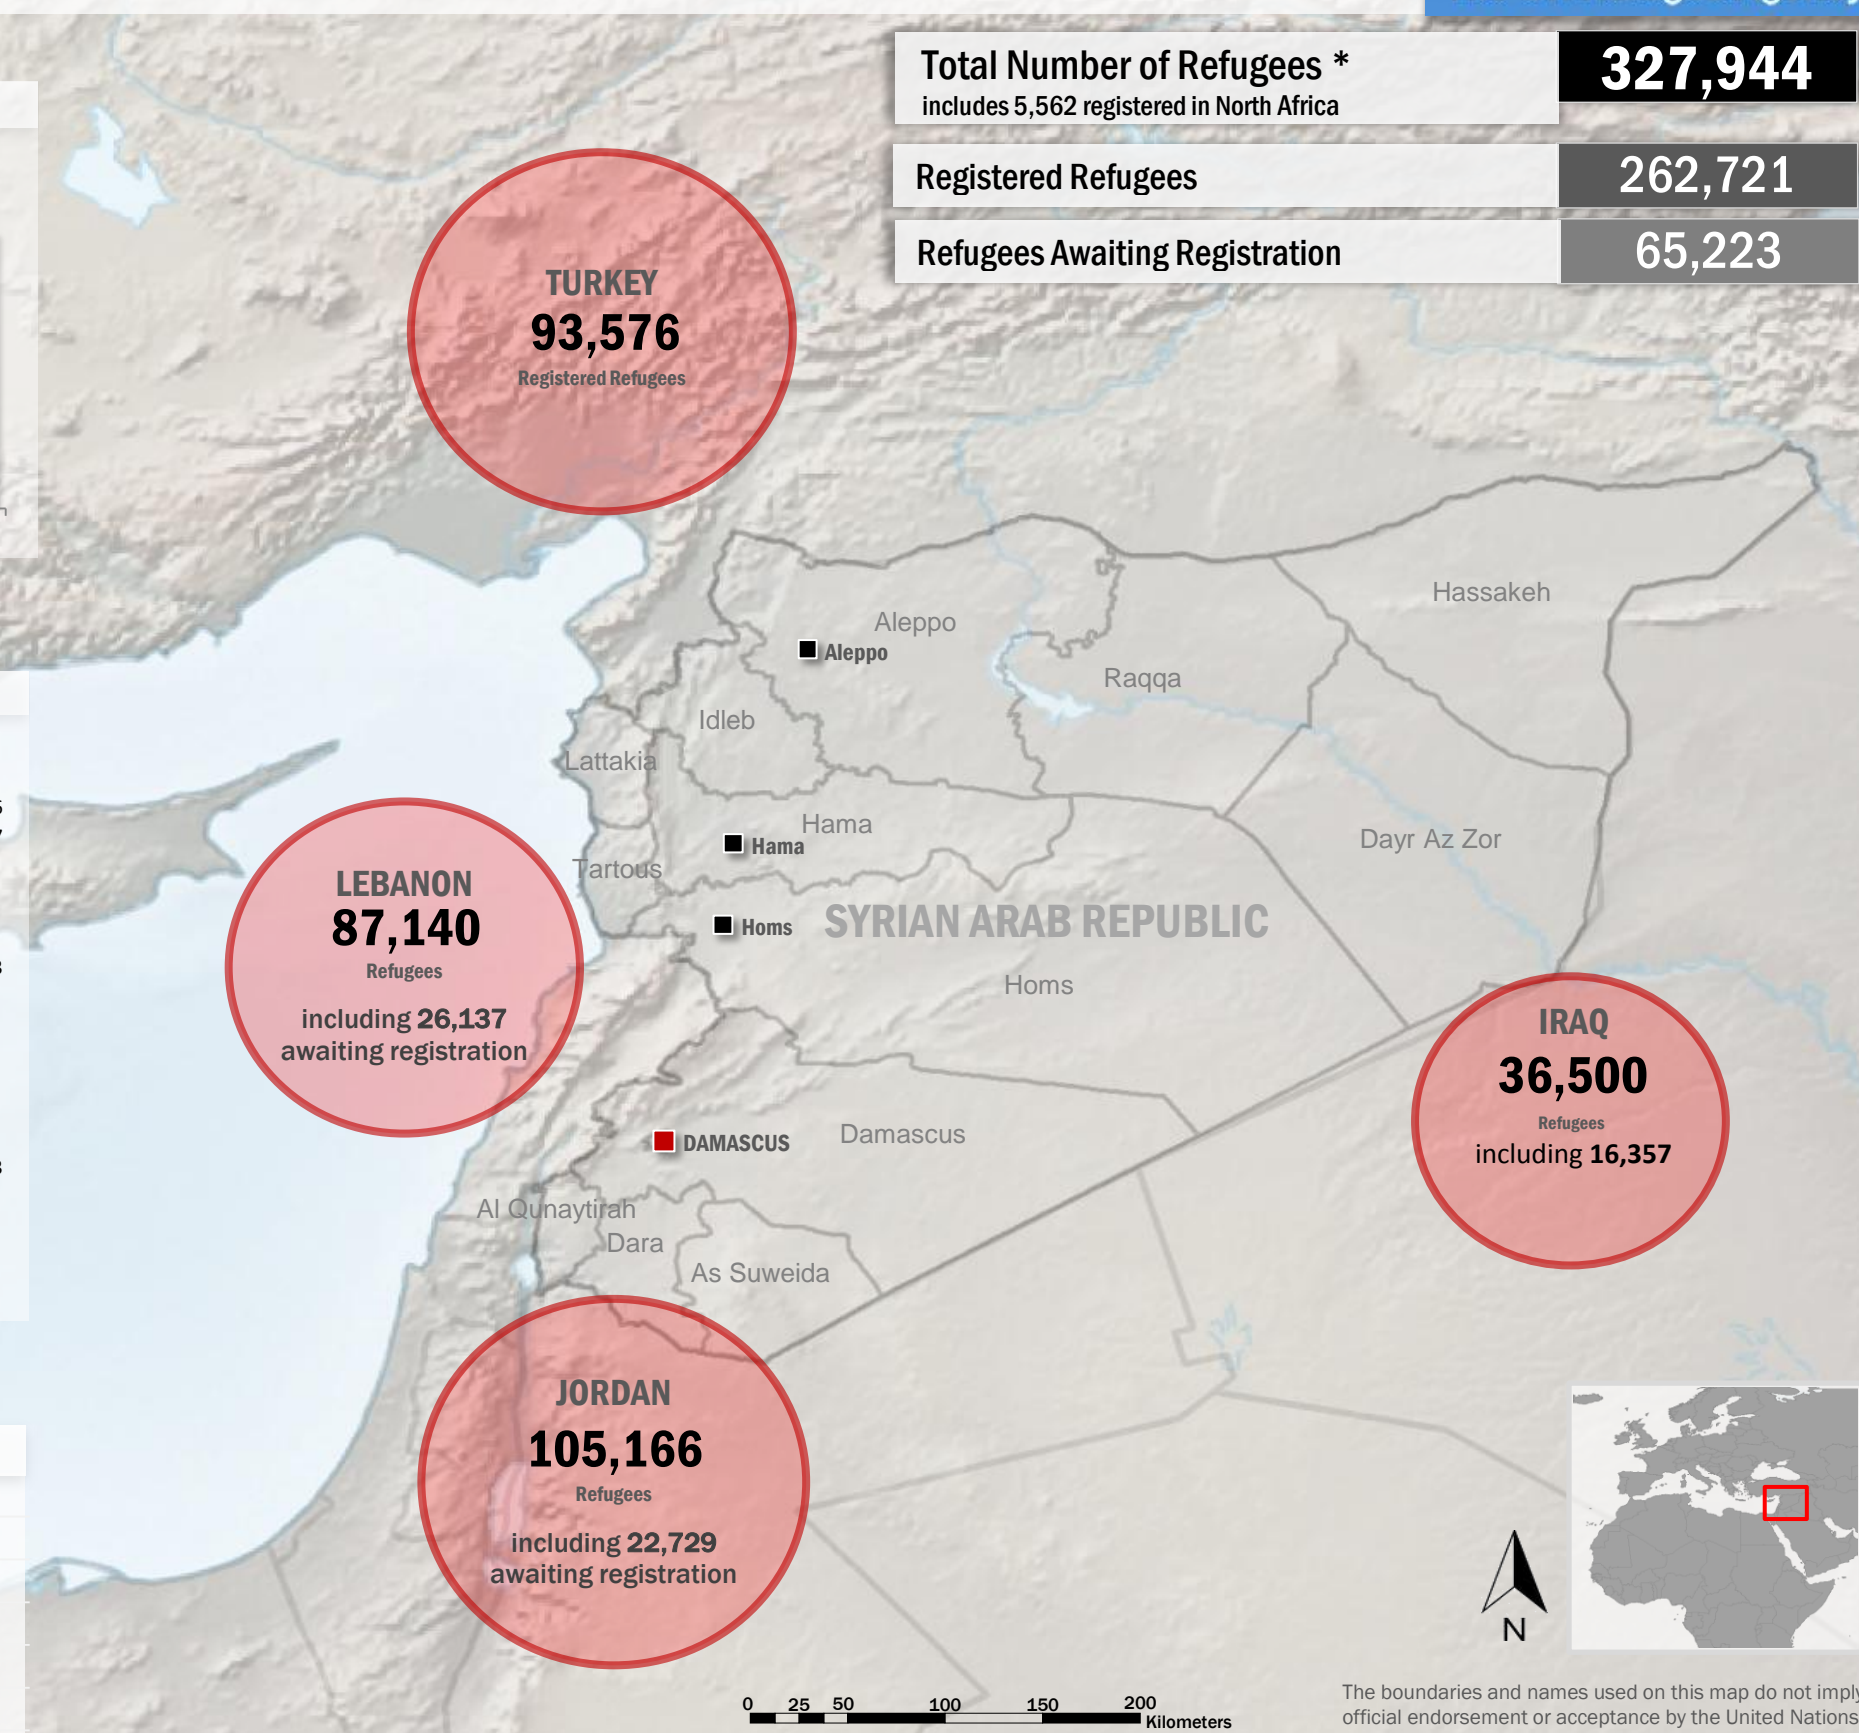 Total Number of Refugees *
327,944
includes 5,562 registered in North Africa
Registered Refugees
262,721
Refugees Awaiting Registration
65,223
TURKEY
93,576
Registered Refugees
Hassakeh
Aleppo
Aleppo
Raqqa
Idleb
Lattakia
Hama
Hama
Dayr Az Zor
Tartous
LEBANON
87,140
Refugees
including 26,137
awaiting registration
Homs
SYRIAN ARAB REPUBLIC
Homs
IRAQ
36,500
Refugees
including 16,357
DAMASCUS
Damascus
Al Qunaytirah
Dara
As Suweida
JORDAN
105,166
Refugees
including 22,729
awaiting registration
N
0 25 50 100 150 200
Kilometers
The boundaries and names used on this map do not imply
official endorsement or acceptance by the United Nations